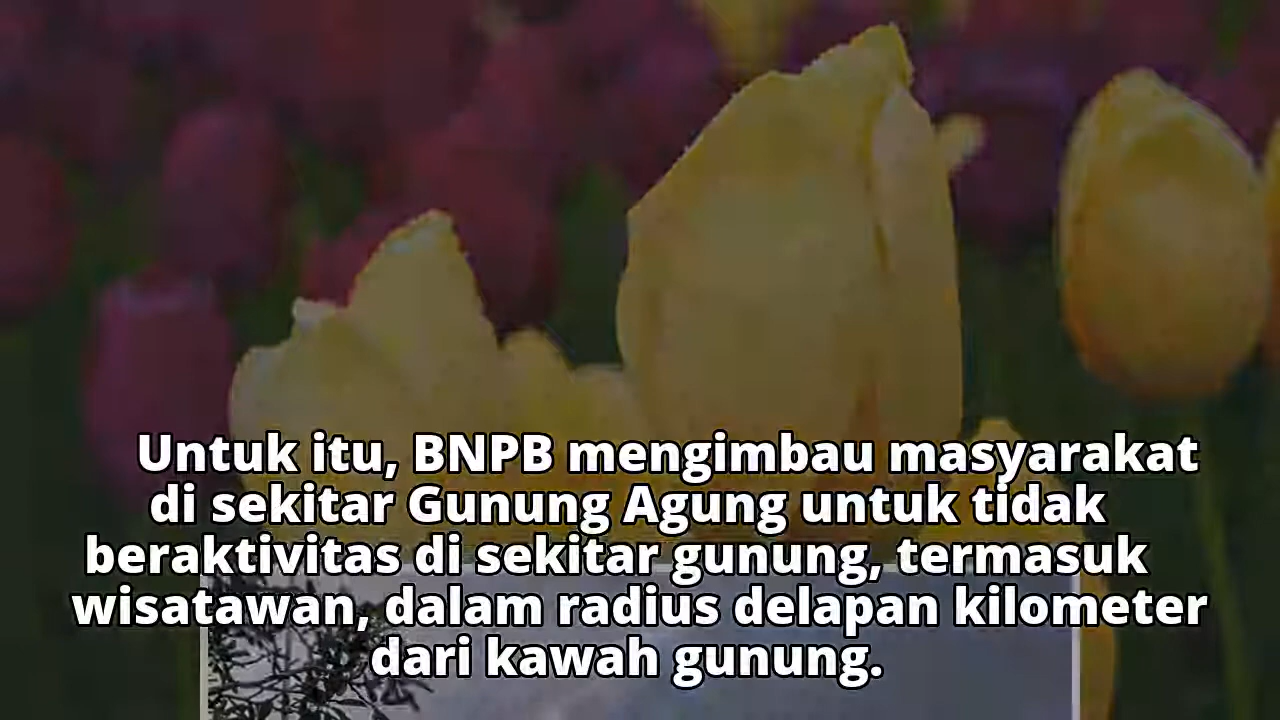 Untuk itu, BNPB mengimbau masyarakat
di sekitar Gunung Agung untuk tidak
beraktivitas di sekitar gunung, termasuk
wisatawan, dalam radius delapan kilometer
dari kawah gunung.